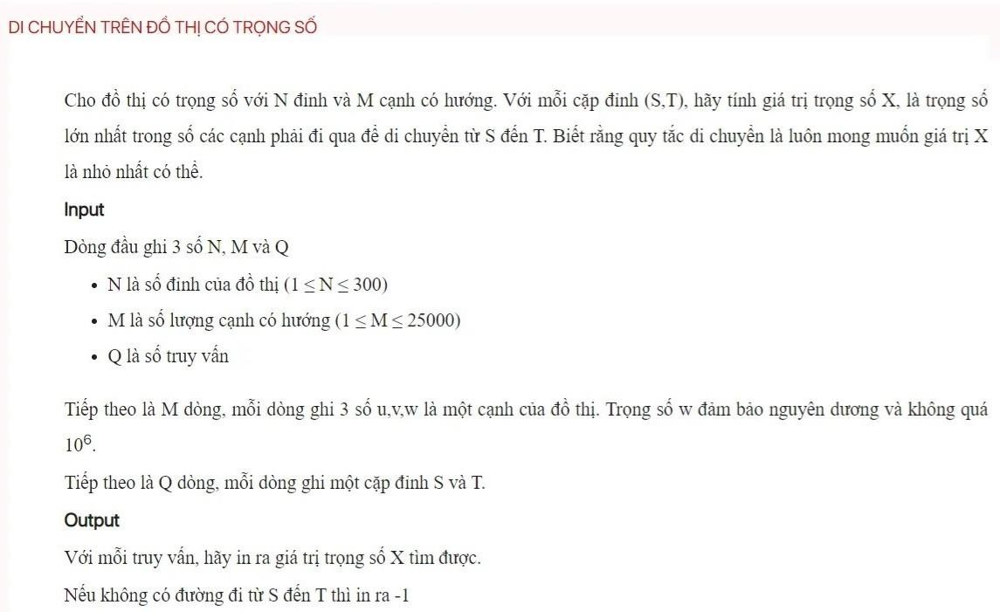 DI CHUYỂN TRÊN ĐỒ THỊ CÓ TRỌNG SỐ
Cho đồ thị có trọng số với N đỉnh và M cạnh có hướng. Với mỗi cặp đỉnh (S,T), hãy tính giá trị trọng số X, là trọng số
lớn nhất trong số các cạnh phải đi qua để di chuyển từ S đến T. Biết rằng quy tắc di chuyển là luôn mong muốn giá trị X
là nhỏ nhất có thể.
Input
Dòng đầu ghi 3 số N, M và Q
• N là số đỉnh của đồ thị (1 ≤ N ≤ 300)
• M là số lượng cạnh có hướng (1 ≤ M ≤ 25000)
• Q là số truy vấn
Tiếp theo là M dòng, mỗi dòng ghi 3 số u,v,w là một cạnh của đồ thị. Trọng số w đảm bảo nguyên dương và không quá
10⁶.
Tiếp theo là Q dòng, mỗi dòng ghi một cặp đỉnh S và T.
Output
Với mỗi truy vấn, hãy in ra giá trị trọng số X tìm được.
Nếu không có đường đi từ S đến T thì in ra -1